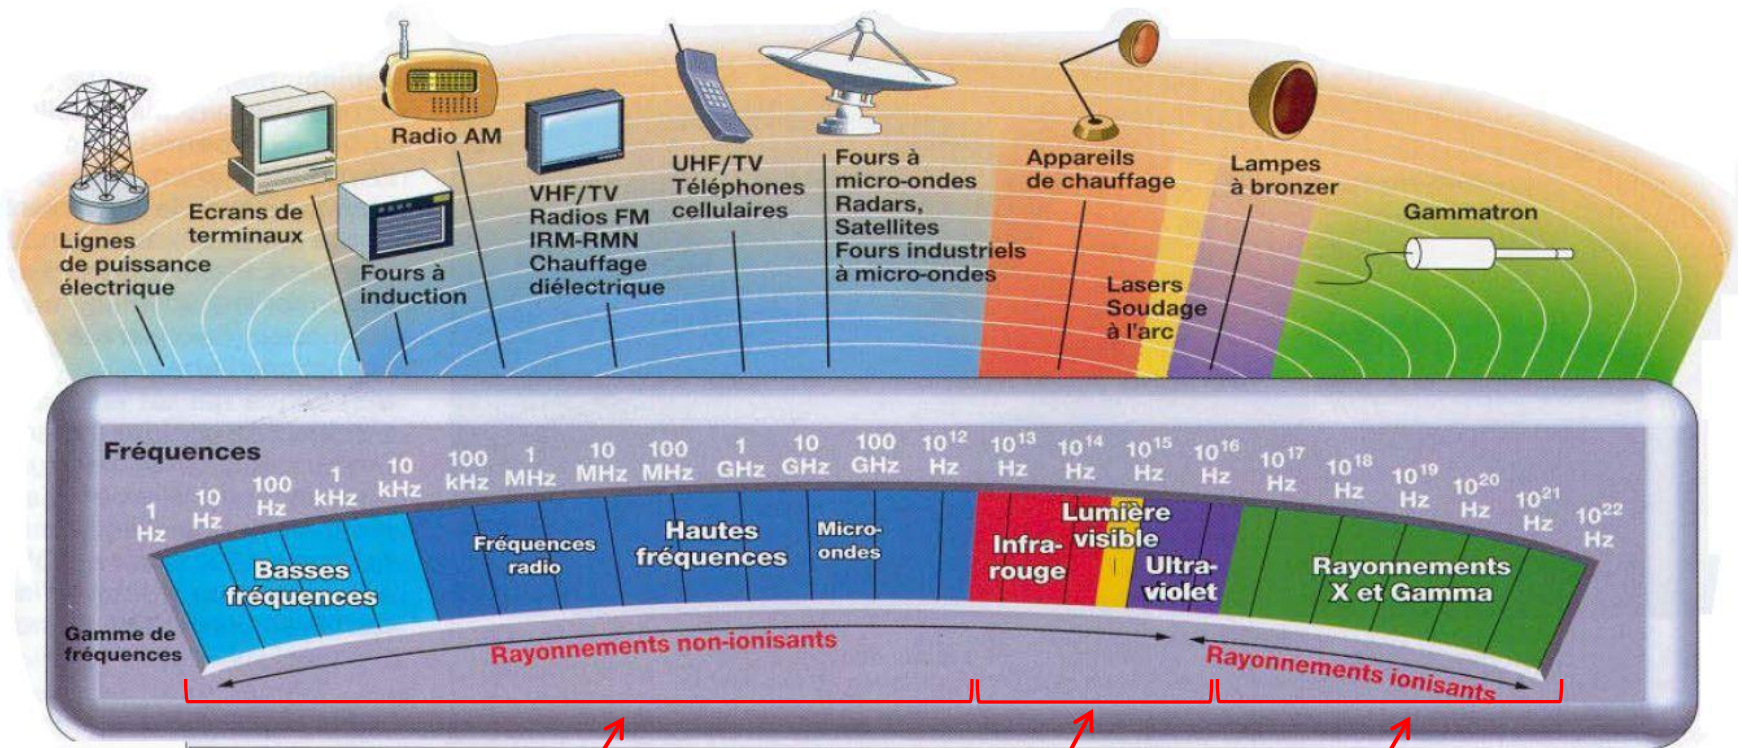 Lignes
de puissance
électrique
Ecrans de
terminaux
Radio AM
Fours à
induction
VHF/TV
Radios FM
IRM-RMN
Chauffage
diélectrique
UHF/TV
Téléphones
cellulaires
Fours à
micro-ondes
Radars,
Satellites
Fours industriels
à micro-ondes
Appareils
de chauffage
Lasers
Soudage
à l'arc
Lampes
à bronzer
Gammatron
Fréquences
1
Hz
10
Hz
100
Hz
1
kHz
10
kHz
100
kHz
1
MHz
10
MHz
100
MHz
1
GHz
10
GHz
100
GHz
10¹²
Hz
10¹³
Hz
10¹⁴
Hz
10¹⁵
Hz
10¹⁶
Hz
10¹⁷
Hz
10¹⁸
Hz
10¹⁹
Hz
10²⁰
Hz
10²¹
Hz
10²²
Hz
Basses
fréquences
Fréquences
radio
Hautes
fréquences
Micro-
ondes
Infra-
rouge
Lumière
visible
Ultra-
violet
Rayonnements
X et Gamma
Gamme de
fréquences
Rayonnements non-ionisants
Rayonnements ionisants